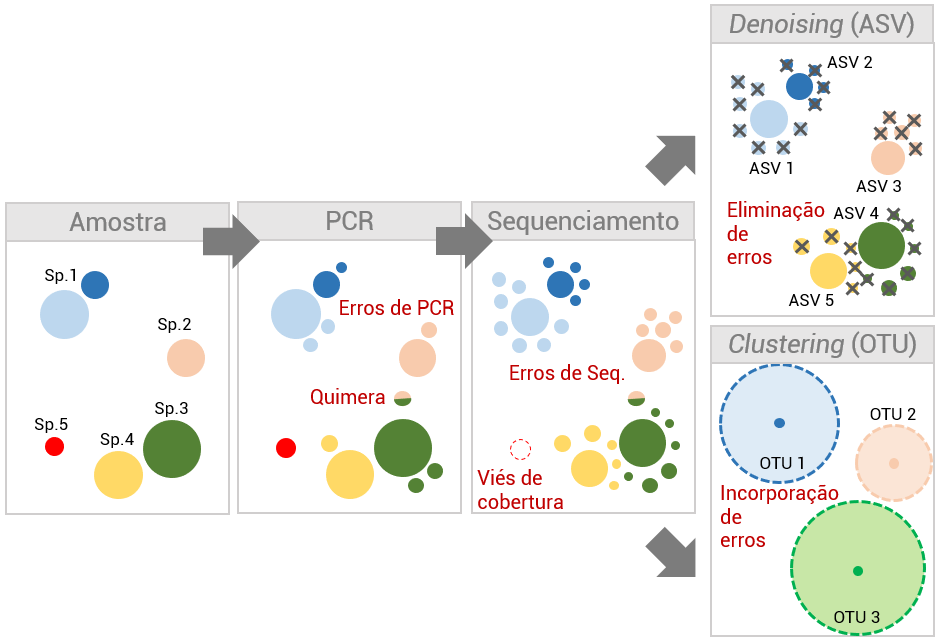 Denoising (ASV)
ASV 2
ASV 1
ASV 3
Eliminação
de
erros
ASV 4
ASV 5
Amostra
Sp.1
Sp.2
Sp.3
Sp.5
Sp.4
PCR
Erros de PCR
Quimera
Sequenciamento
Erros de Seq.
Viés de
cobertura
Clustering (OTU)
OTU 2
OTU 1
Incorporação
de
erros
OTU 3